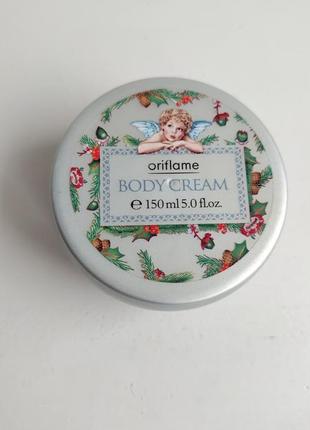 oriflame
BODY CREAM
℮ 150 ml 5.0 fl.oz.